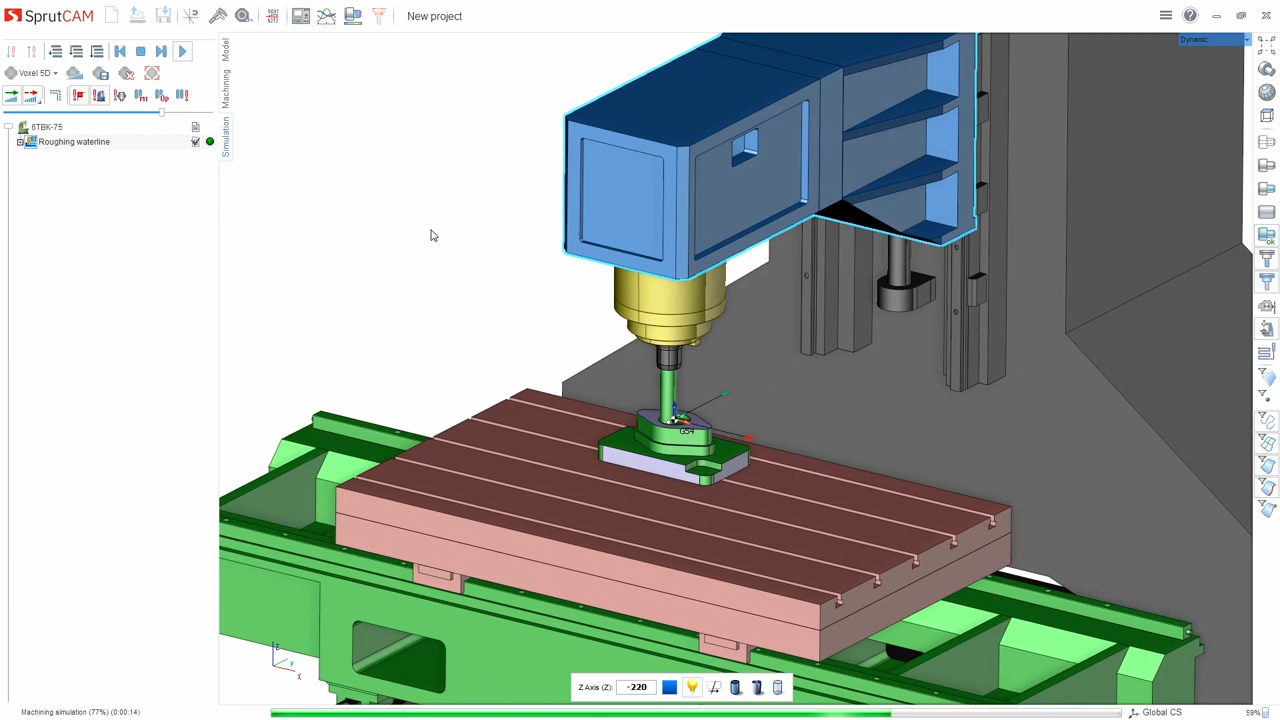 SprutCAM
New project
Dynamic
Model
Machining
Simulation
Voxel 5D
6TBK-75
Roughing waterline
G54
Z
Y
X
Z Axis (Z): -220
Machining simulation (77%) (0:00:14)
Global CS
59%